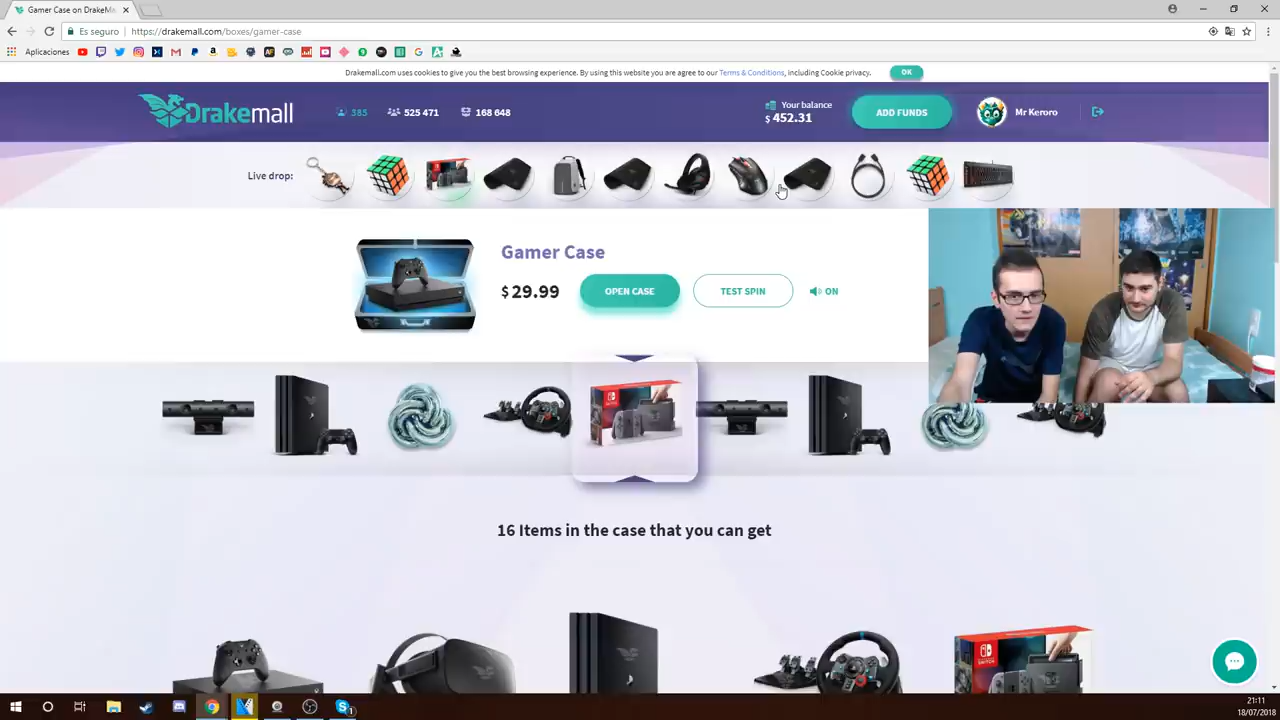 Gamer Case on DrakeMa
Es seguro
https://drakemall.com/boxes/gamer-case
Aplicaciones
Drakemall.com uses cookies to give you the best browsing experience. By using this website you are agree to our Terms & Conditions, including Cookie privacy.
OK
Drakemall
385
525 471
168 648
Your balance
$ 452.31
ADD FUNDS
Mr Keroro
Live drop:
Gamer Case
$ 29.99
OPEN CASE
TEST SPIN
ON
16 Items in the case that you can get
21:11
18/07/2018